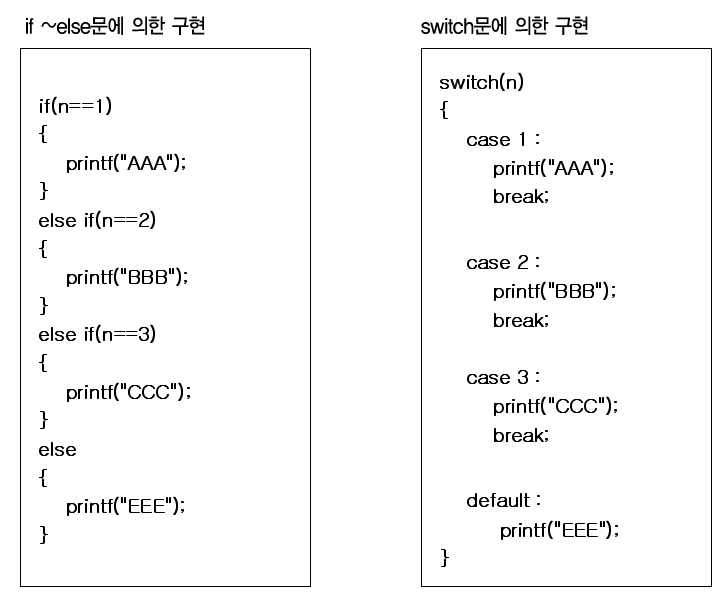 if ~else문에 의한 구현
if(n==1)
{
printf("AAA");
}
else if(n==2)
{
printf("BBB");
}
else if(n==3)
{
printf("CCC");
}
else
{
printf("EEE");
}
switch문에 의한 구현
switch(n)
{
case 1 :
printf("AAA");
break;
case 2 :
printf("BBB");
break;
case 3 :
printf("CCC");
break;
default :
printf("EEE");
}